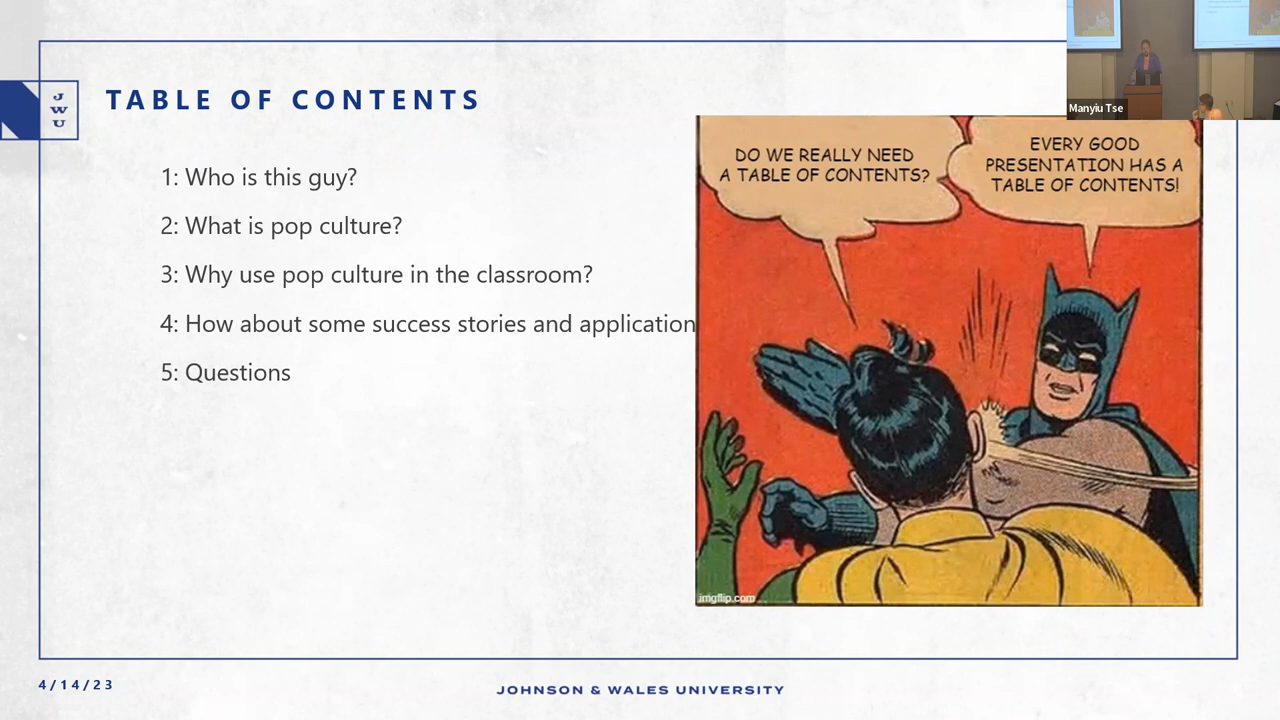 JWU
TABLE OF CONTENTS
1: Who is this guy?
2: What is pop culture?
3: Why use pop culture in the classroom?
4: How about some success stories and application
5: Questions
DO WE REALLY NEED
A TABLE OF CONTENTS?
EVERY GOOD
PRESENTATION HAS A
TABLE OF CONTENTS!
imgflip.com
Manyiu Tse
4/14/23
JOHNSON & WALES UNIVERSITY